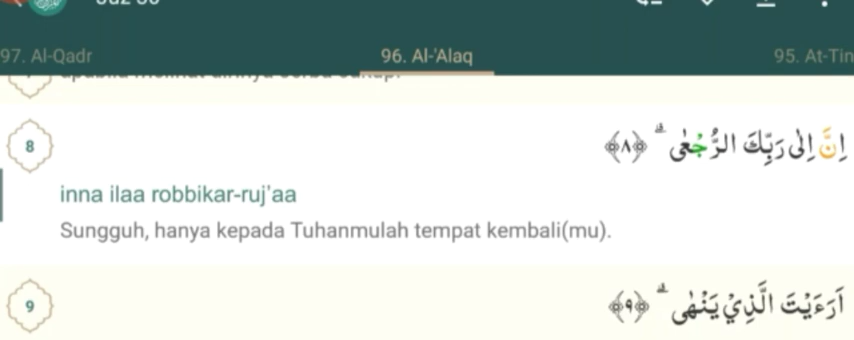 97. Al-Qadr
96. Al-'Alaq
95. At-Tin
8
اِنَّ اِلٰى رَبِّكَ الرُّجْعٰىۗ ﴿٨﴾
inna ilaa robbikar-ruj'aa
Sungguh, hanya kepada Tuhanmulah tempat kembali(mu).
9
اَرَءَيْتَ الَّذِيْ يَنْهٰىۙ ﴿٩﴾